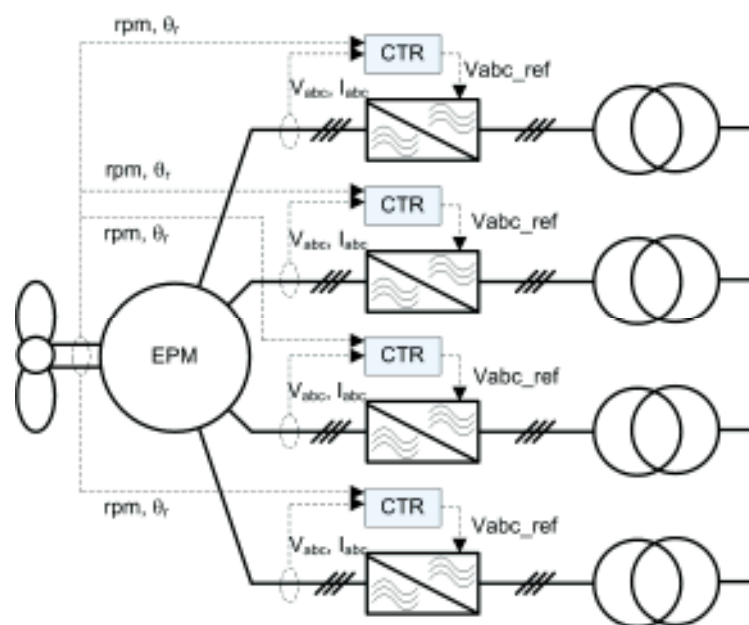 rpm, θr
CTR
Vabc_ref
Vabc, Iabc
rpm, θr
CTR
Vabc_ref
rpm, θr
Vabc, Iabc
EPM
CTR
Vabc_ref
Vabc, Iabc
rpm, θr
CTR
Vabc_ref
Vabc, Iabc